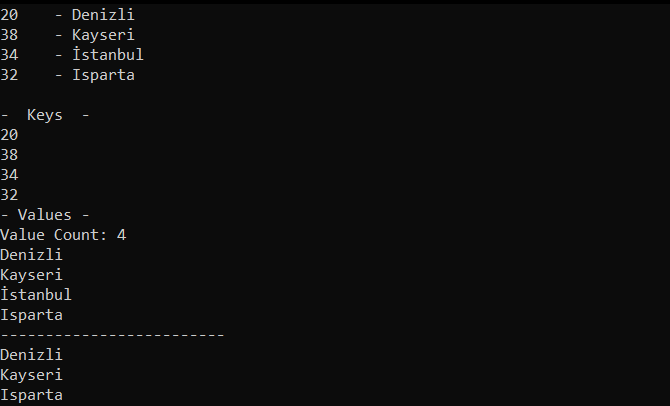 20    - Denizli
38    - Kayseri
34    - İstanbul
32    - Isparta

-  Keys  -
20
38
34
32
- Values -
Value Count: 4
Denizli
Kayseri
İstanbul
Isparta
-------------------------
Denizli
Kayseri
Isparta